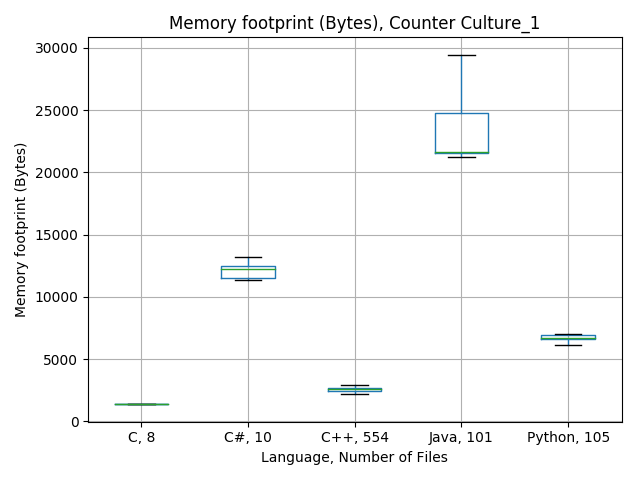 Memory footprint (Bytes), Counter Culture_1
Memory footprint (Bytes)
30000
25000
20000
15000
10000
5000
0
C, 8
C#, 10
C++, 554
Java, 101
Python, 105
Language, Number of Files